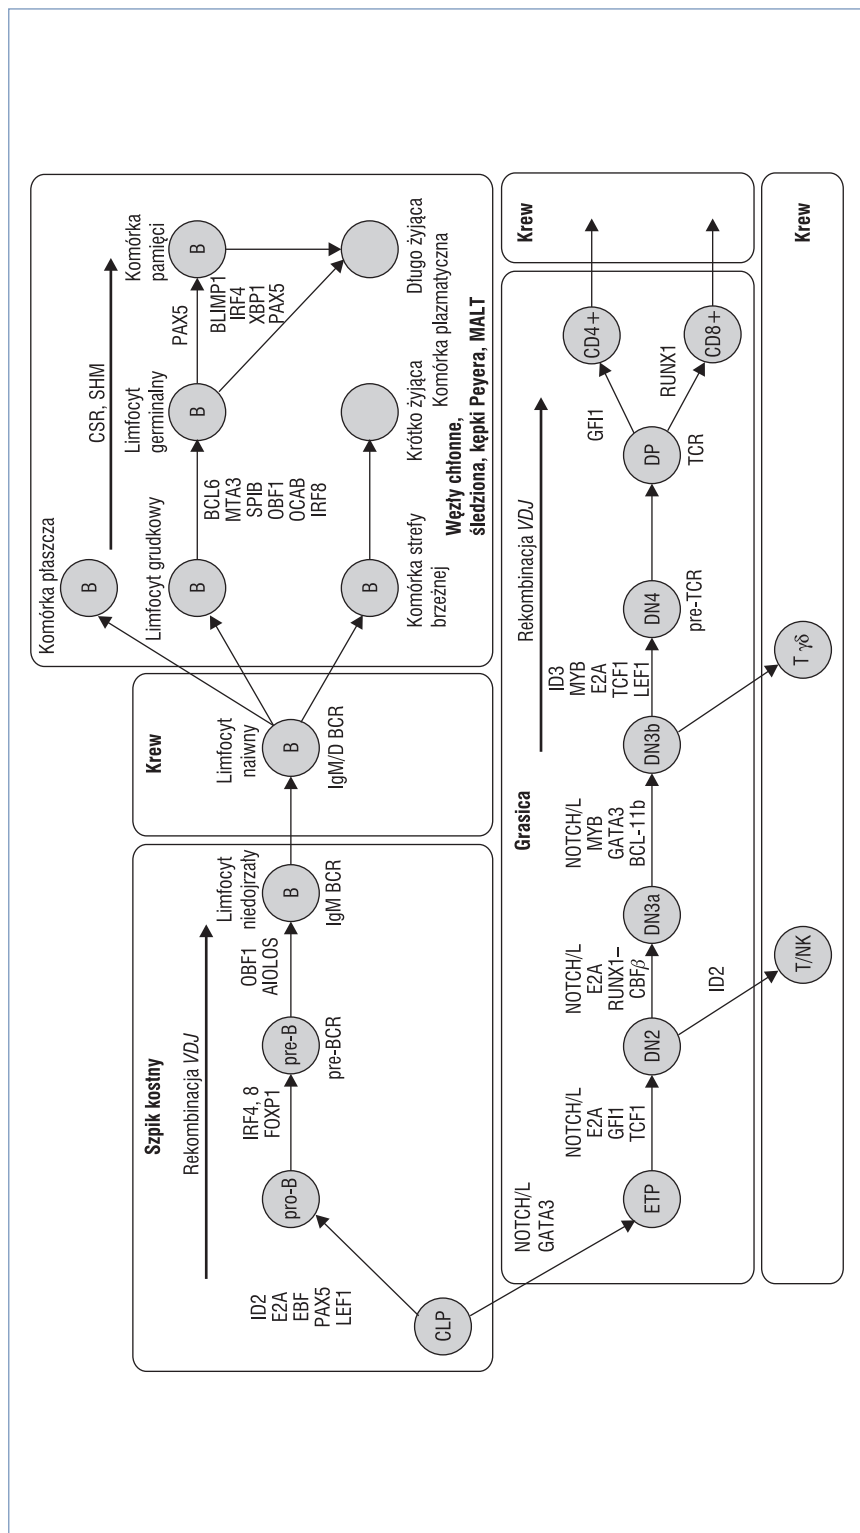 Szpik kostny
Rekombinacja VDJ
ID2
E2A
EBF
PAX5
LEF1
CLP
pro-B
IRF4, 8
FOXP1
pre-B
pre-BCR
OBF1
AIOLOS
Limfocyt
niedojrzały
B
IgM BCR
Krew
Limfocyt
naiwny
B
IgM/D BCR
Komórka płaszcza
B
CSR, SHM
Limfocyt grudkowy
B
BCL6
MTA3
SPIB
OBF1
OCAB
IRF8
Limfocyt
germinalny
B
PAX5
Komórka
pamięci
B
BLIMP1
IRF4
XBP1
PAX5
B
Komórka strefy
brzeżnej
Krótko żyjąca
Długo żyjąca
Komórka plazmatyczna
Węzły chłonne,
śledziona, kępki Peyera, MALT
NOTCH/L
GATA3
Grasica
Rekombinacja VDJ
ETP
NOTCH/L
E2A
GFI1
TCF1
DN2
NOTCH/L
E2A
RUNX1–
CBFβ
DN3a
NOTCH/L
MYB
GATA3
BCL-11b
DN3b
ID3
MYB
E2A
TCF1
LEF1
DN4
pre-TCR
DP
TCR
GFI1
RUNX1
CD4+
CD8+
Krew
ID2
T/NK
T γδ
Krew